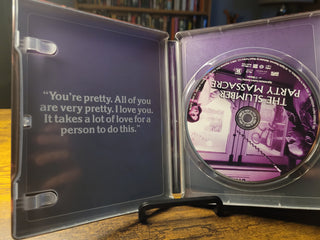 “You're pretty. All of you
are very pretty. I love you.
It takes a lot of love for a
person to do this.”
THE SLUMBER
PARTY MASSACRE